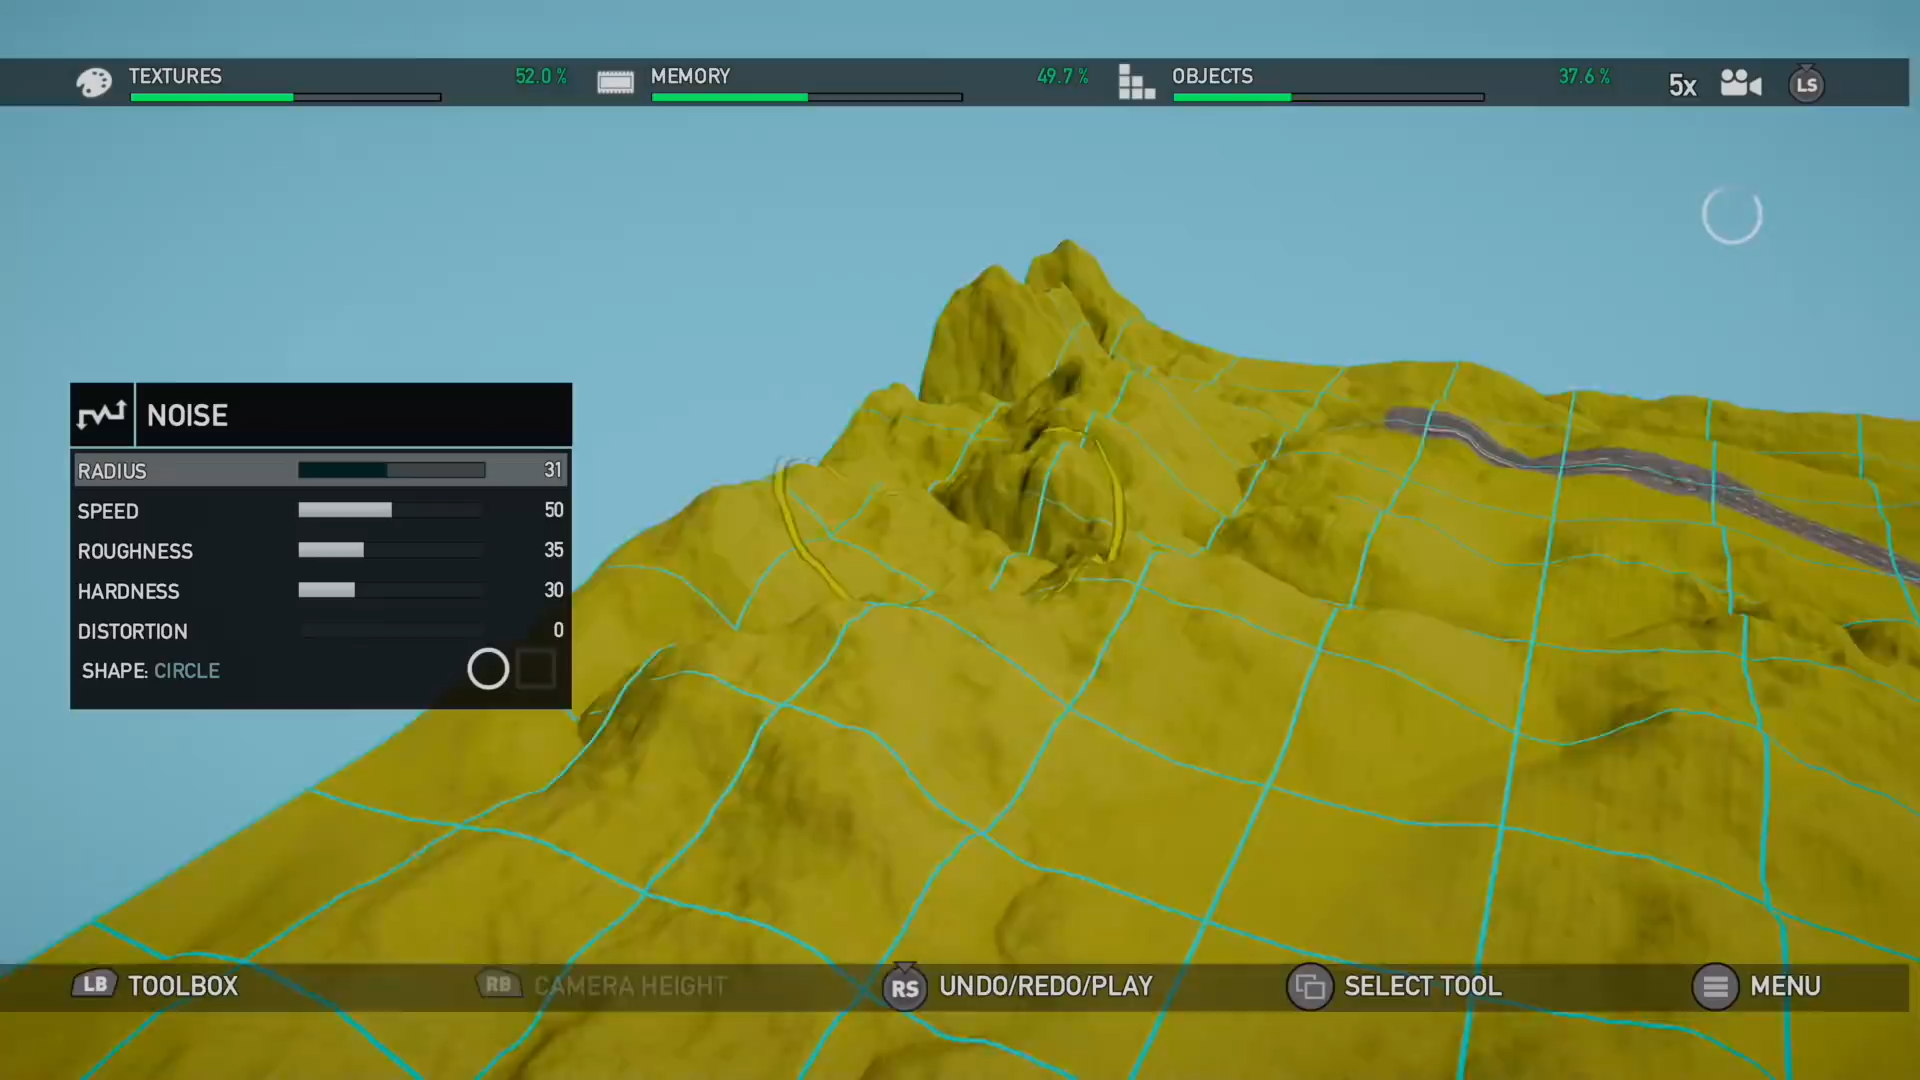 TEXTURES 52.0 % MEMORY 49.7 % OBJECTS 37.6 % 5x LS
NOISE
RADIUS 31
SPEED 50
ROUGHNESS 35
HARDNESS 30
DISTORTION 0
SHAPE: CIRCLE
LB TOOLBOX RB CAMERA HEIGHT RS UNDO/REDO/PLAY SELECT TOOL MENU